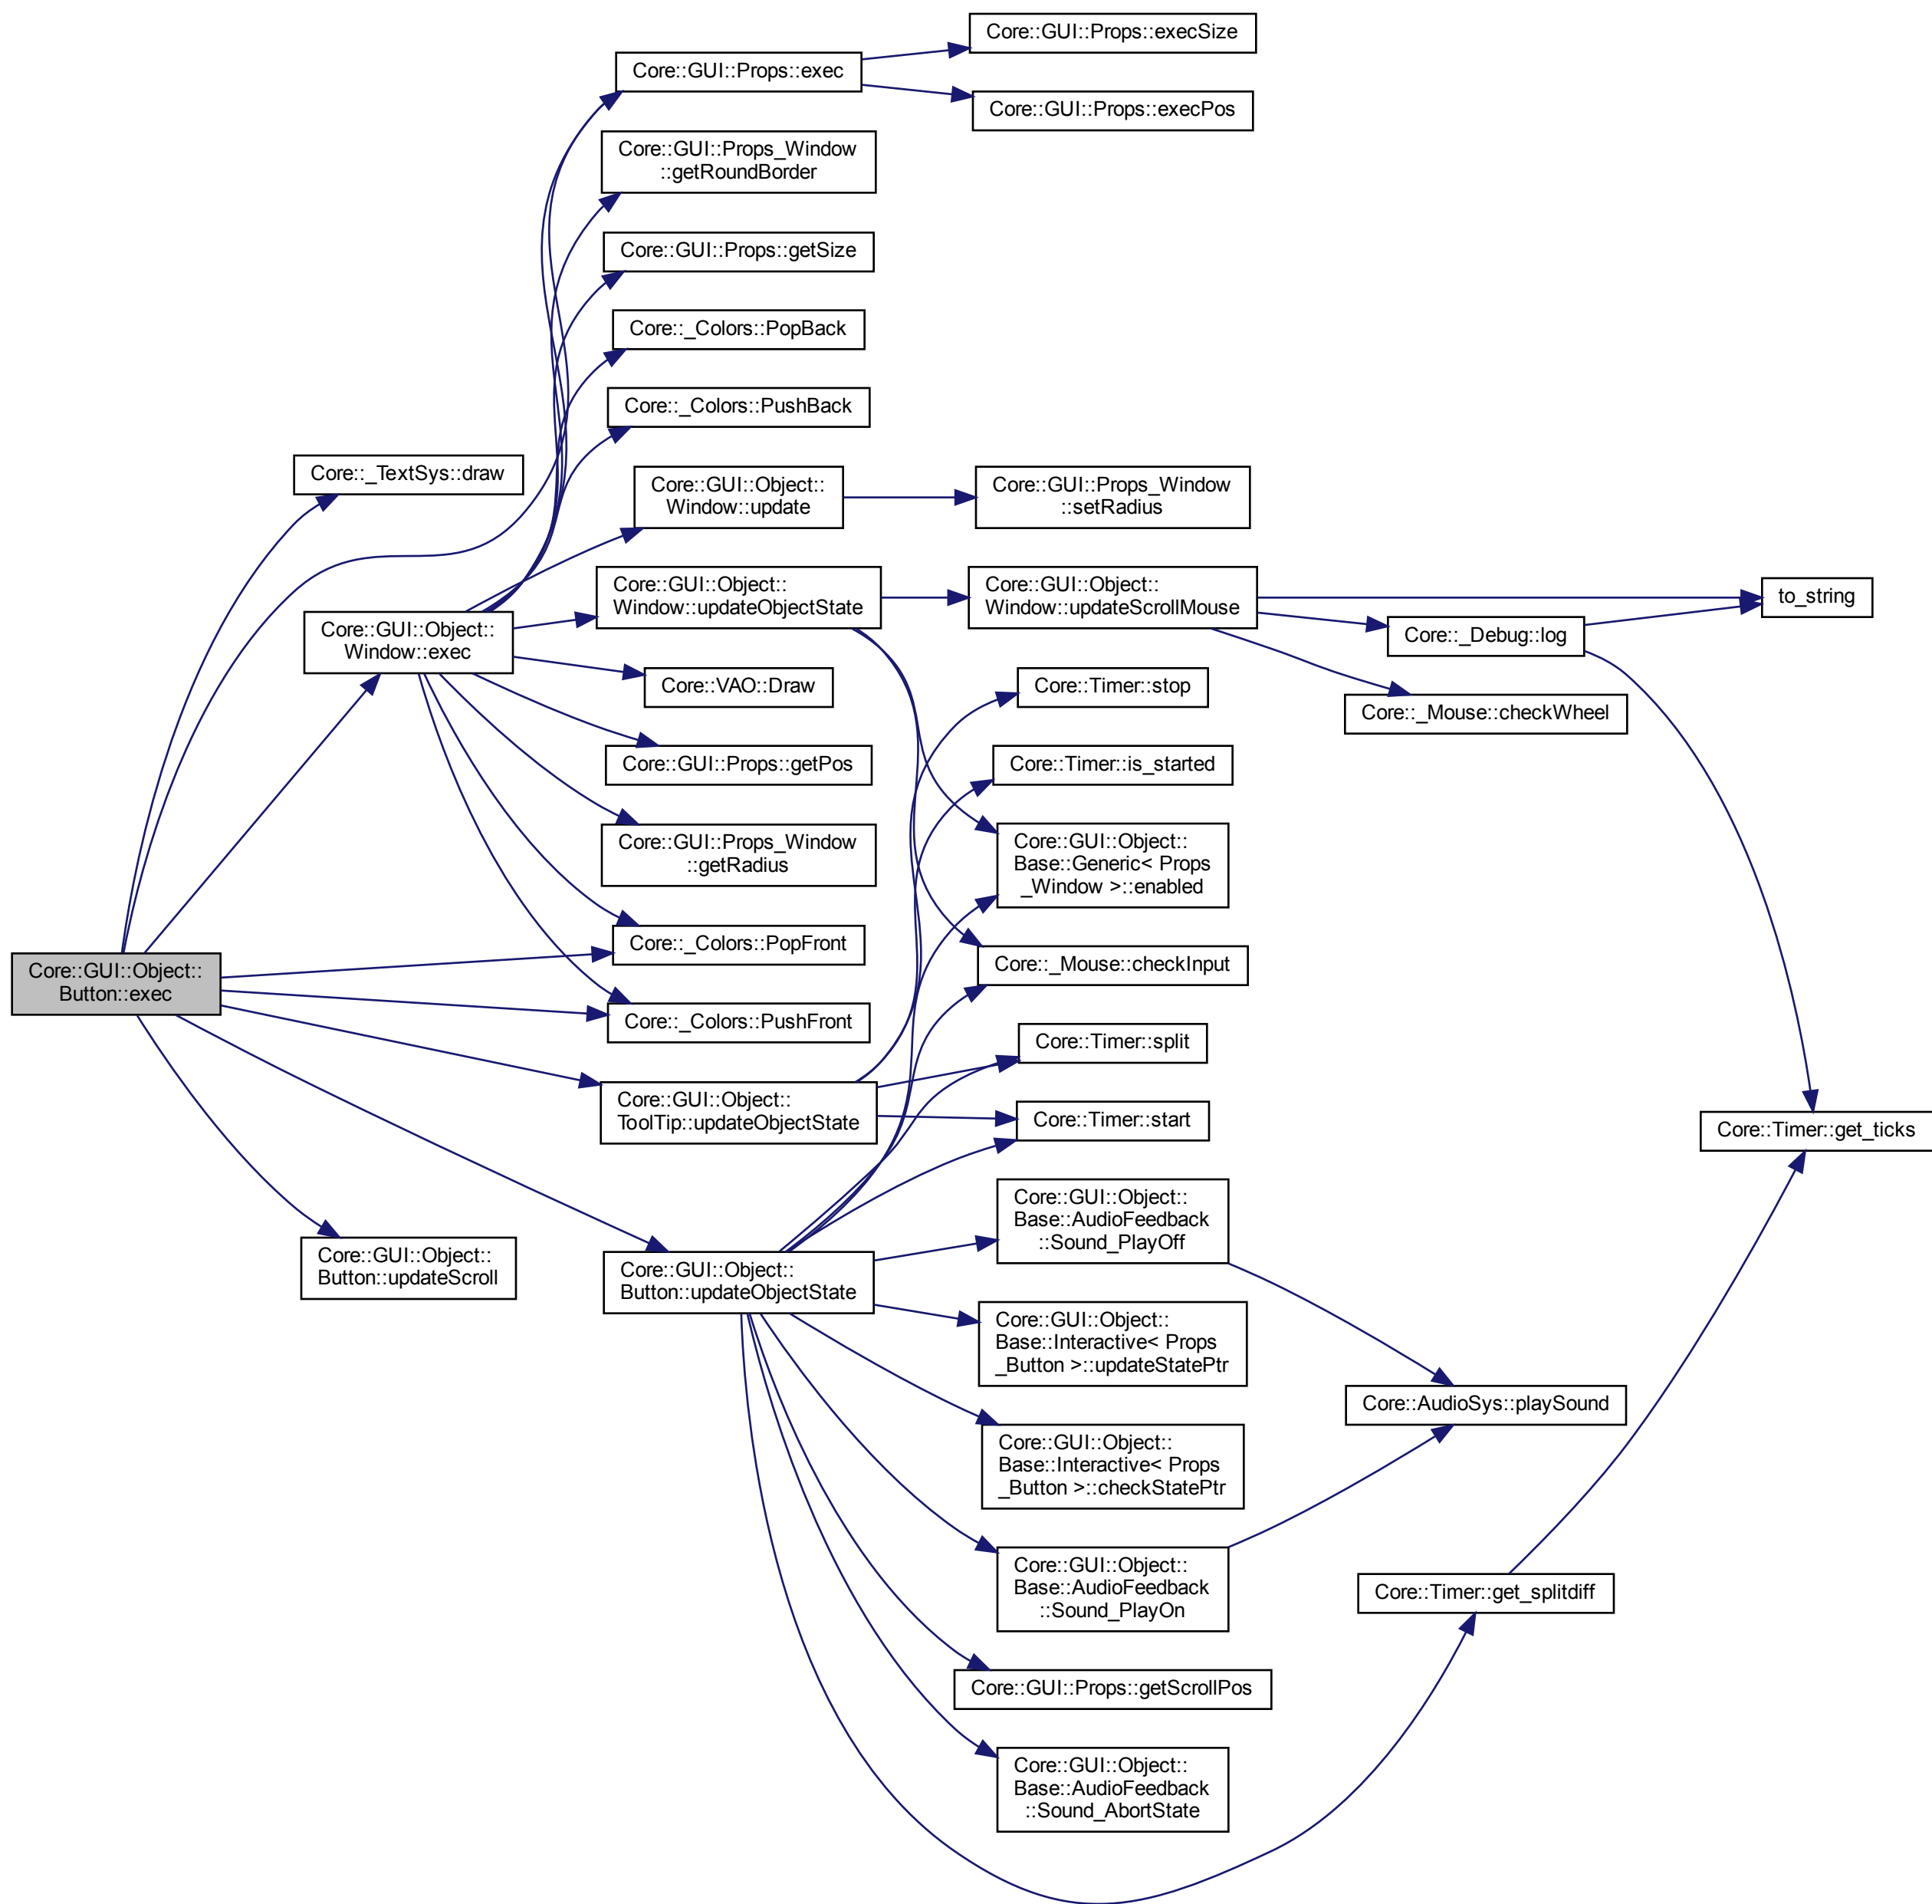 Core::GUI::Object::
Button::exec
Core::_TextSys::draw
Core::GUI::Object::
Window::exec
Core::GUI::Object::
Button::updateScroll
Core::GUI::Props::exec
Core::GUI::Props_Window
::getRoundBorder
Core::GUI::Props::getSize
Core::_Colors::PopBack
Core::_Colors::PushBack
Core::GUI::Object::
Window::update
Core::GUI::Object::
Window::updateObjectState
Core::VAO::Draw
Core::GUI::Props::getPos
Core::GUI::Props_Window
::getRadius
Core::_Colors::PopFront
Core::_Colors::PushFront
Core::GUI::Object::
ToolTip::updateObjectState
Core::GUI::Object::
Button::updateObjectState
Core::GUI::Props::execSize
Core::GUI::Props::execPos
Core::GUI::Props_Window
::setRadius
Core::GUI::Object::
Window::updateScrollMouse
Core::Timer::stop
Core::Timer::is_started
Core::GUI::Object::
Base::Generic< Props
_Window >::enabled
Core::_Mouse::checkInput
Core::Timer::split
Core::Timer::start
Core::GUI::Object::
Base::AudioFeedback
::Sound_PlayOff
Core::GUI::Object::
Base::Interactive< Props
_Button >::updateStatePtr
Core::GUI::Object::
Base::Interactive< Props
_Button >::checkStatePtr
Core::GUI::Object::
Base::AudioFeedback
::Sound_PlayOn
Core::GUI::Props::getScrollPos
Core::GUI::Object::
Base::AudioFeedback
::Sound_AbortState
Core::_Debug::log
Core::_Mouse::checkWheel
Core::AudioSys::playSound
Core::Timer::get_splitdiff
to_string
Core::Timer::get_ticks